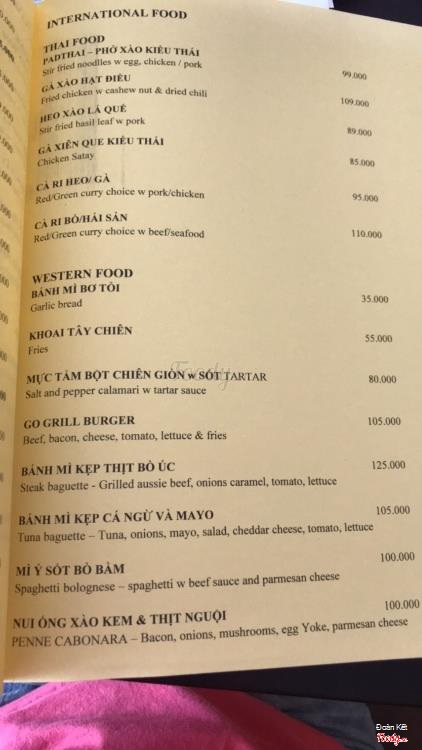 INTERNATIONAL FOOD
THAI FOOD
PADTHAI – PHỞ XÀO KIỂU THÁI
Stir fried noodlles w egg, chicken / pork 99.000
GÀ XÀO HẠT ĐIỀU
Fried chicken w cashew nut & dried chili 109.000
HEO XÀO LÁ QUẾ
Stir fried basil leaf w pork 89.000
GÀ XIÊN QUE KIỂU THÁI
Chicken Satay 85.000
CÀ RI HEO/ GÀ
Red/Green curry choice w pork/chicken 95.000
CÀ RI BÒ/HẢI SẢN
Red/Green curry choice w beef/seafood 110.000
WESTERN FOOD
BÁNH MÌ BƠ TỎI
Garlic bread 35.000
KHOAI TÂY CHIÊN
Fries 55.000
MỰC TẨM BỘT CHIÊN GIÒN w SỐT TARTAR
Salt and pepper calamari w tartar sauce 80.000
GO GRILL BURGER 105.000
Beef, bacon, cheese, tomato, lettuce & fries
BÁNH MÌ KẸP THỊT BÒ ÚC 125.000
Steak baguette - Grilled aussie beef, onions caramel, tomato, lettuce
BÁNH MÌ KẸP CÁ NGỪ VÀ MAYO 105.000
Tuna baguette – Tuna, onions, mayo, salad, cheddar cheese, tomato, lettuce
MÌ Ý SỐT BÒ BẰM 100.000
Spaghetti bolognese – spaghetti w beef sauce and parmesan cheese
NUI ỐNG XÀO KEM & THỊT NGUỘI 100.000
PENNE CABONARA – Bacon, onions, mushrooms, egg Yoke, parmesan cheese
Foody
Đoàn Kết
Foody.vn